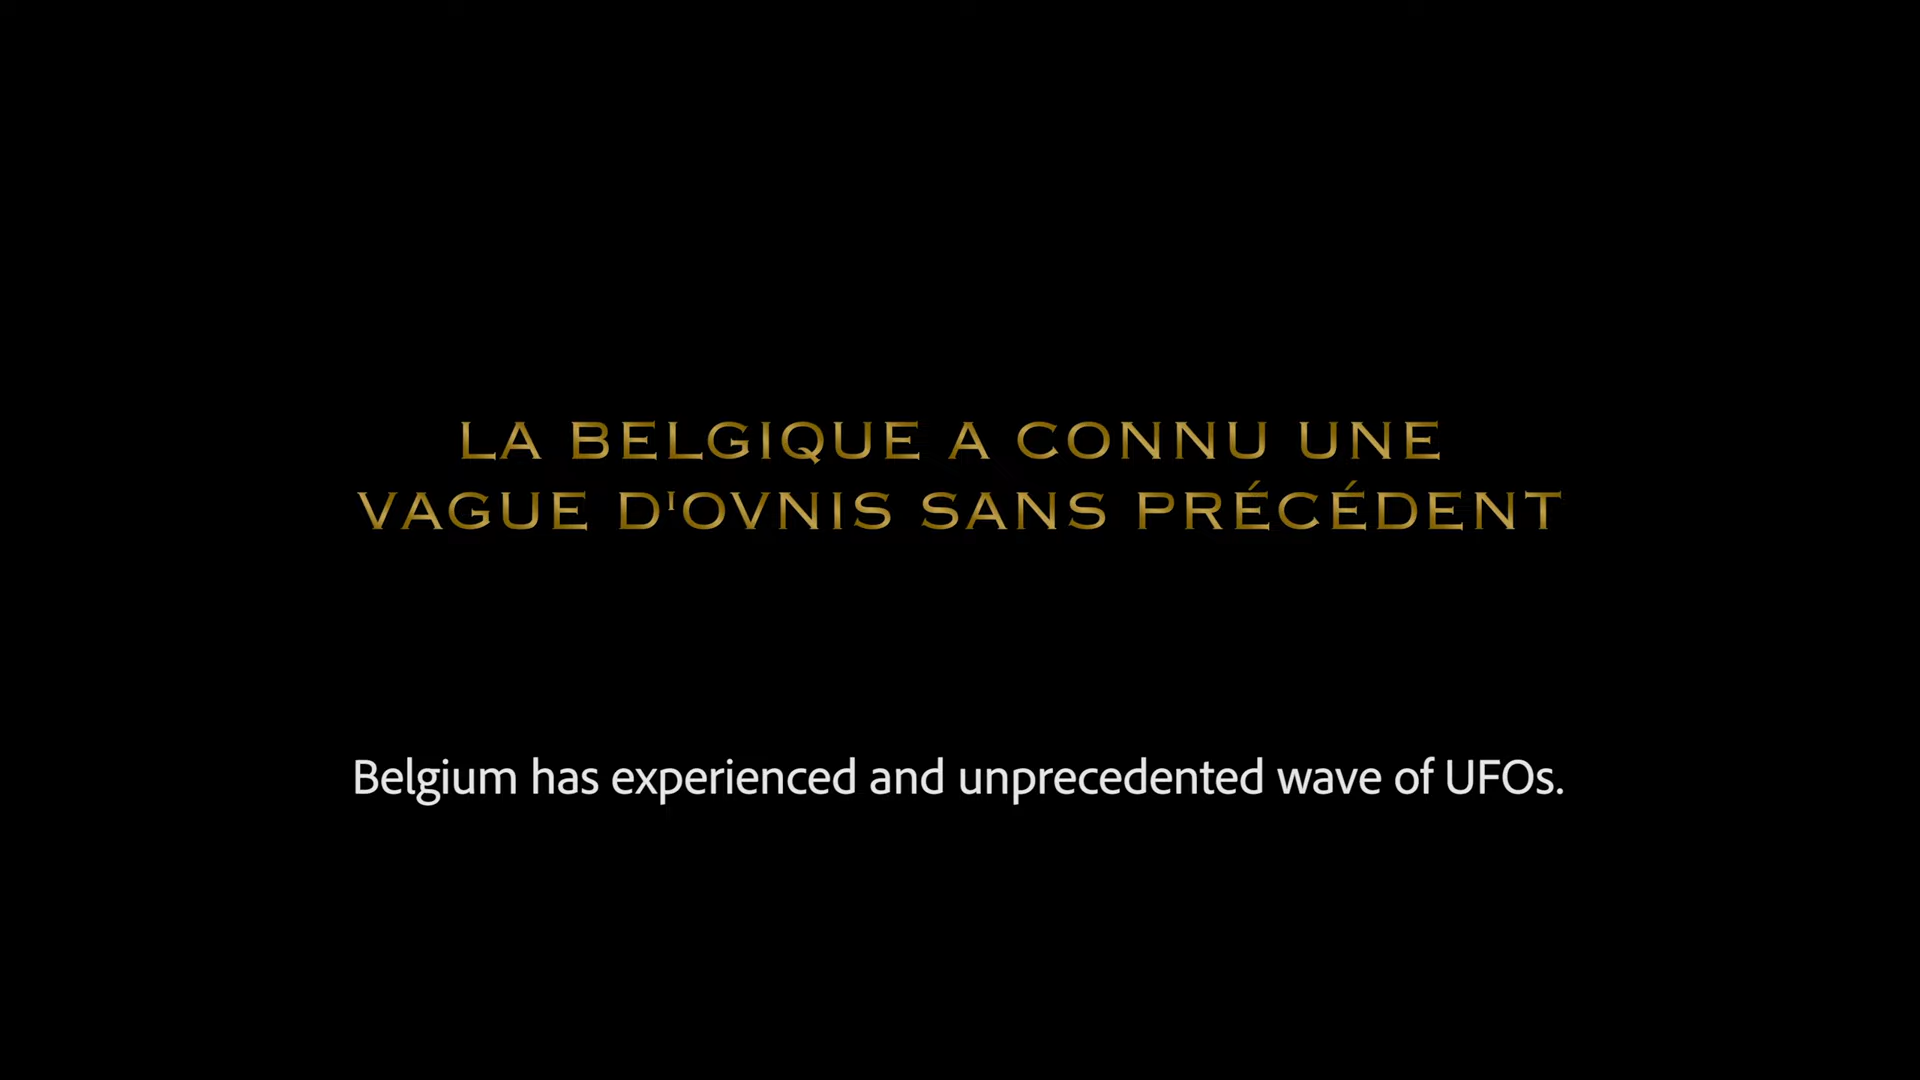 LA BELGIQUE A CONNU UNE
VAGUE D'OVNIS SANS PRÉCÉDENT
Belgium has experienced and unprecedented wave of UFOs.